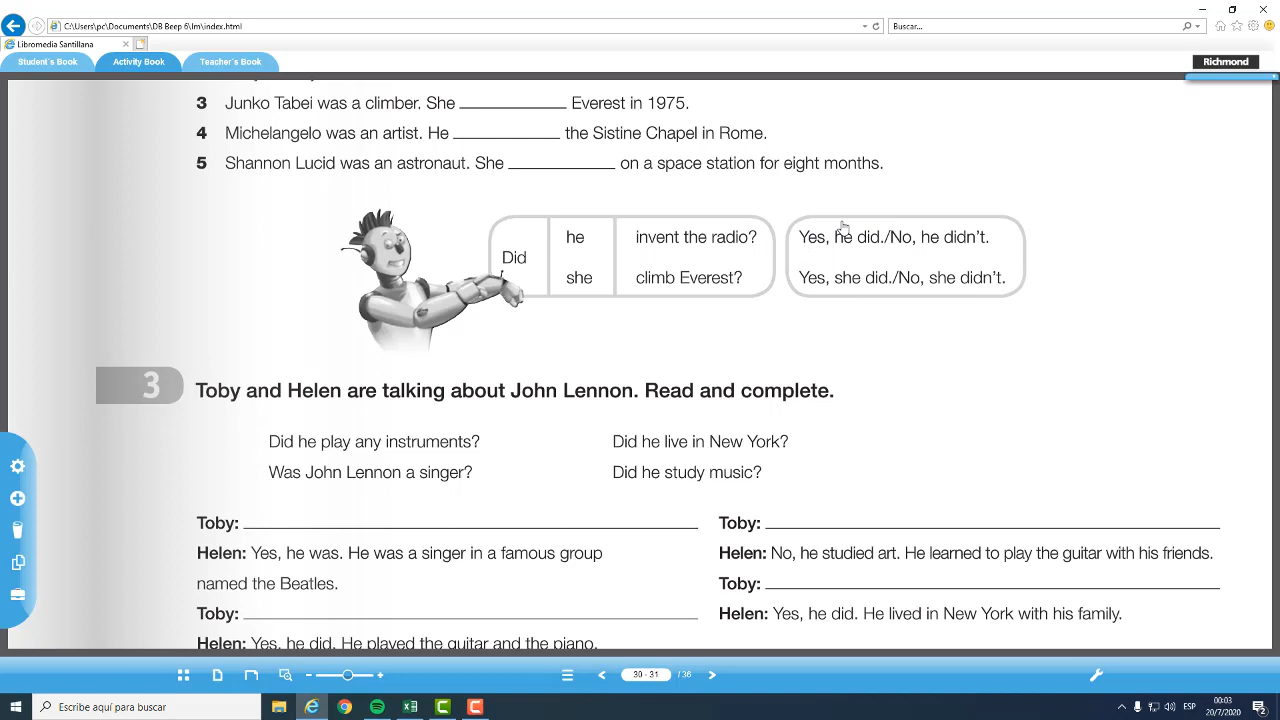 C:\Users\pc\Documents\DB Beep 6\lm\index.html
Buscar...
Libromedia Santillana
Student's Book
Activity Book
Teacher's Book
Richmond
3 Junko Tabei was a climber. She ____________ Everest in 1975.
4 Michelangelo was an artist. He ____________ the Sistine Chapel in Rome.
5 Shannon Lucid was an astronaut. She ____________ on a space station for eight months.
Did
he
invent the radio?
she
climb Everest?
Yes, he did./No, he didn't.
Yes, she did./No, she didn't.
3 Toby and Helen are talking about John Lennon. Read and complete.
Did he play any instruments?
Did he live in New York?
Was John Lennon a singer?
Did he study music?
Toby: ____________
Helen: Yes, he was. He was a singer in a famous group
named the Beatles.
Toby: ____________
Helen: Yes, he did. He played the guitar and the piano.
Toby: ____________
Helen: No, he studied art. He learned to play the guitar with his friends.
Toby: ____________
Helen: Yes, he did. He lived in New York with his family.
30 - 31 / 36
Escribe aquí para buscar
ESP
00:03
20/7/2020
2